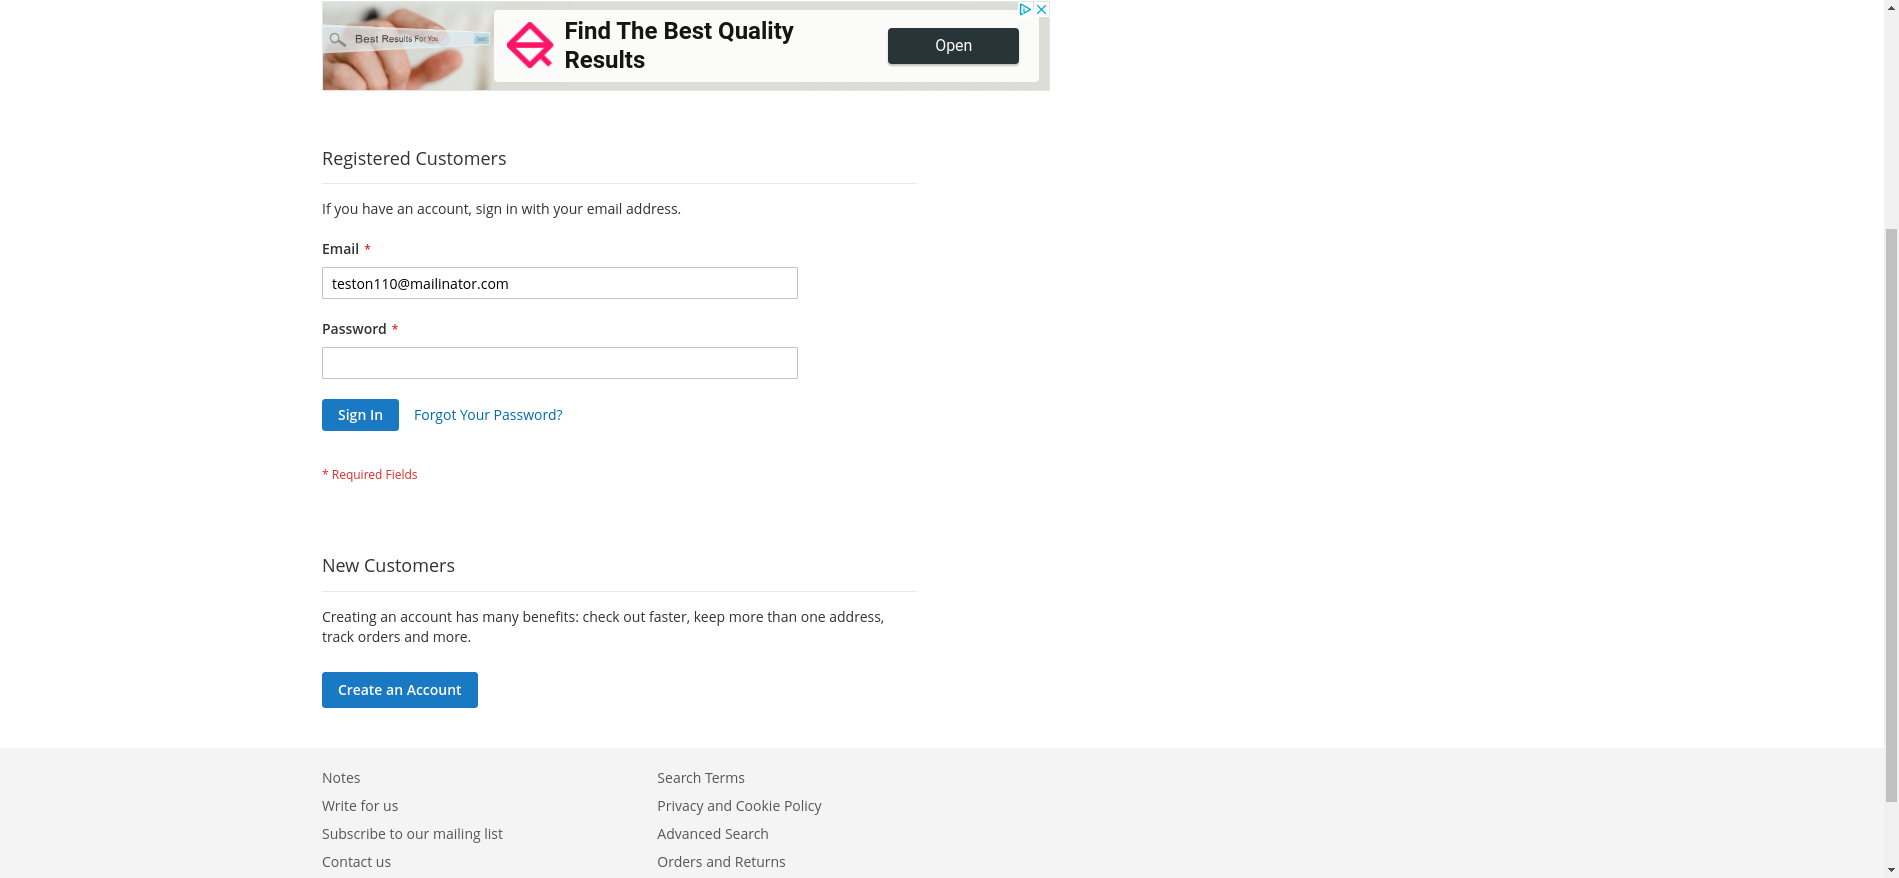 Best Results For You
Find The Best Quality
Results
Open
Registered Customers
If you have an account, sign in with your email address.
Email *
teston110@mailinator.com
Password *
Sign In
Forgot Your Password?
* Required Fields
New Customers
Creating an account has many benefits: check out faster, keep more than one address,
track orders and more.
Create an Account
Notes
Write for us
Subscribe to our mailing list
Contact us
Search Terms
Privacy and Cookie Policy
Advanced Search
Orders and Returns